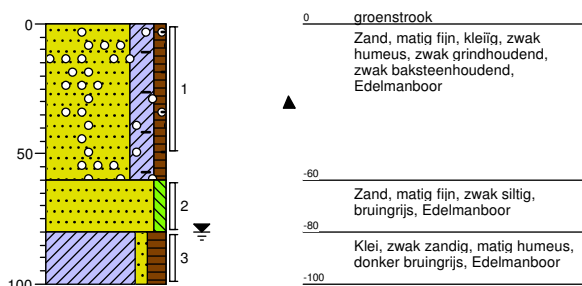 0
50
100
1
2
3
0 groenstrook
Zand, matig fijn, kleiïg, zwak
humeus, zwak grindhoudend,
zwak baksteenhoudend,
Edelmanboor
-60
Zand, matig fijn, zwak siltig,
bruingrijs, Edelmanboor
-80
Klei, zwak zandig, matig humeus,
donker bruingrijs, Edelmanboor
-100